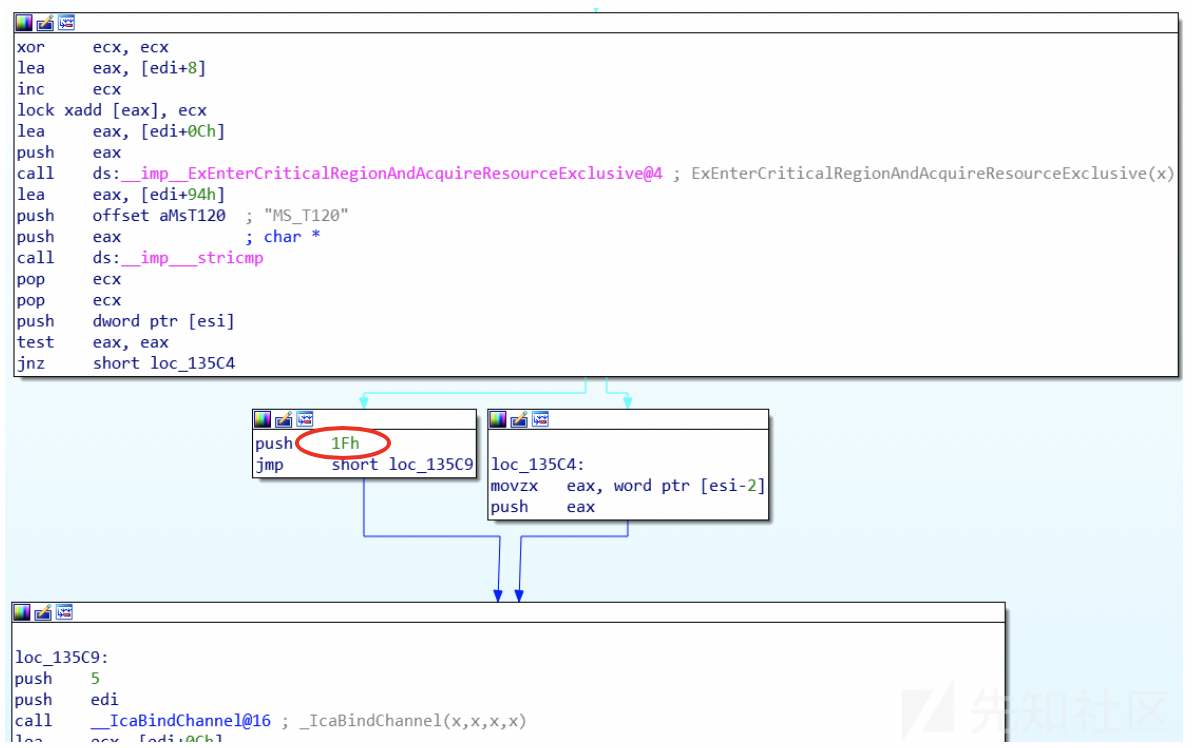 xor ecx, ecx
lea eax, [edi+8]
inc ecx
lock xadd [eax], ecx
lea eax, [edi+0Ch]
push eax
call ds:__imp__ExEnterCriticalRegionAndAcquireResourceExclusive@4 ; ExEnterCriticalRegionAndAcquireResourceExclusive(x)
lea eax, [edi+94h]
push offset aMsT120 ; "MS_T120"
push eax ; char *
call ds:__imp___stricmp
pop ecx
pop ecx
push dword ptr [esi]
test eax, eax
jnz short loc_135C4
push 1Fh
jmp short loc_135C9
loc_135C4:
movzx eax, word ptr [esi-2]
push eax
loc_135C9:
push 5
push edi
call __IcaBindChannel@16 ; _IcaBindChannel(x,x,x,x)
lea ecx, [edi+0Ch]
先知社区